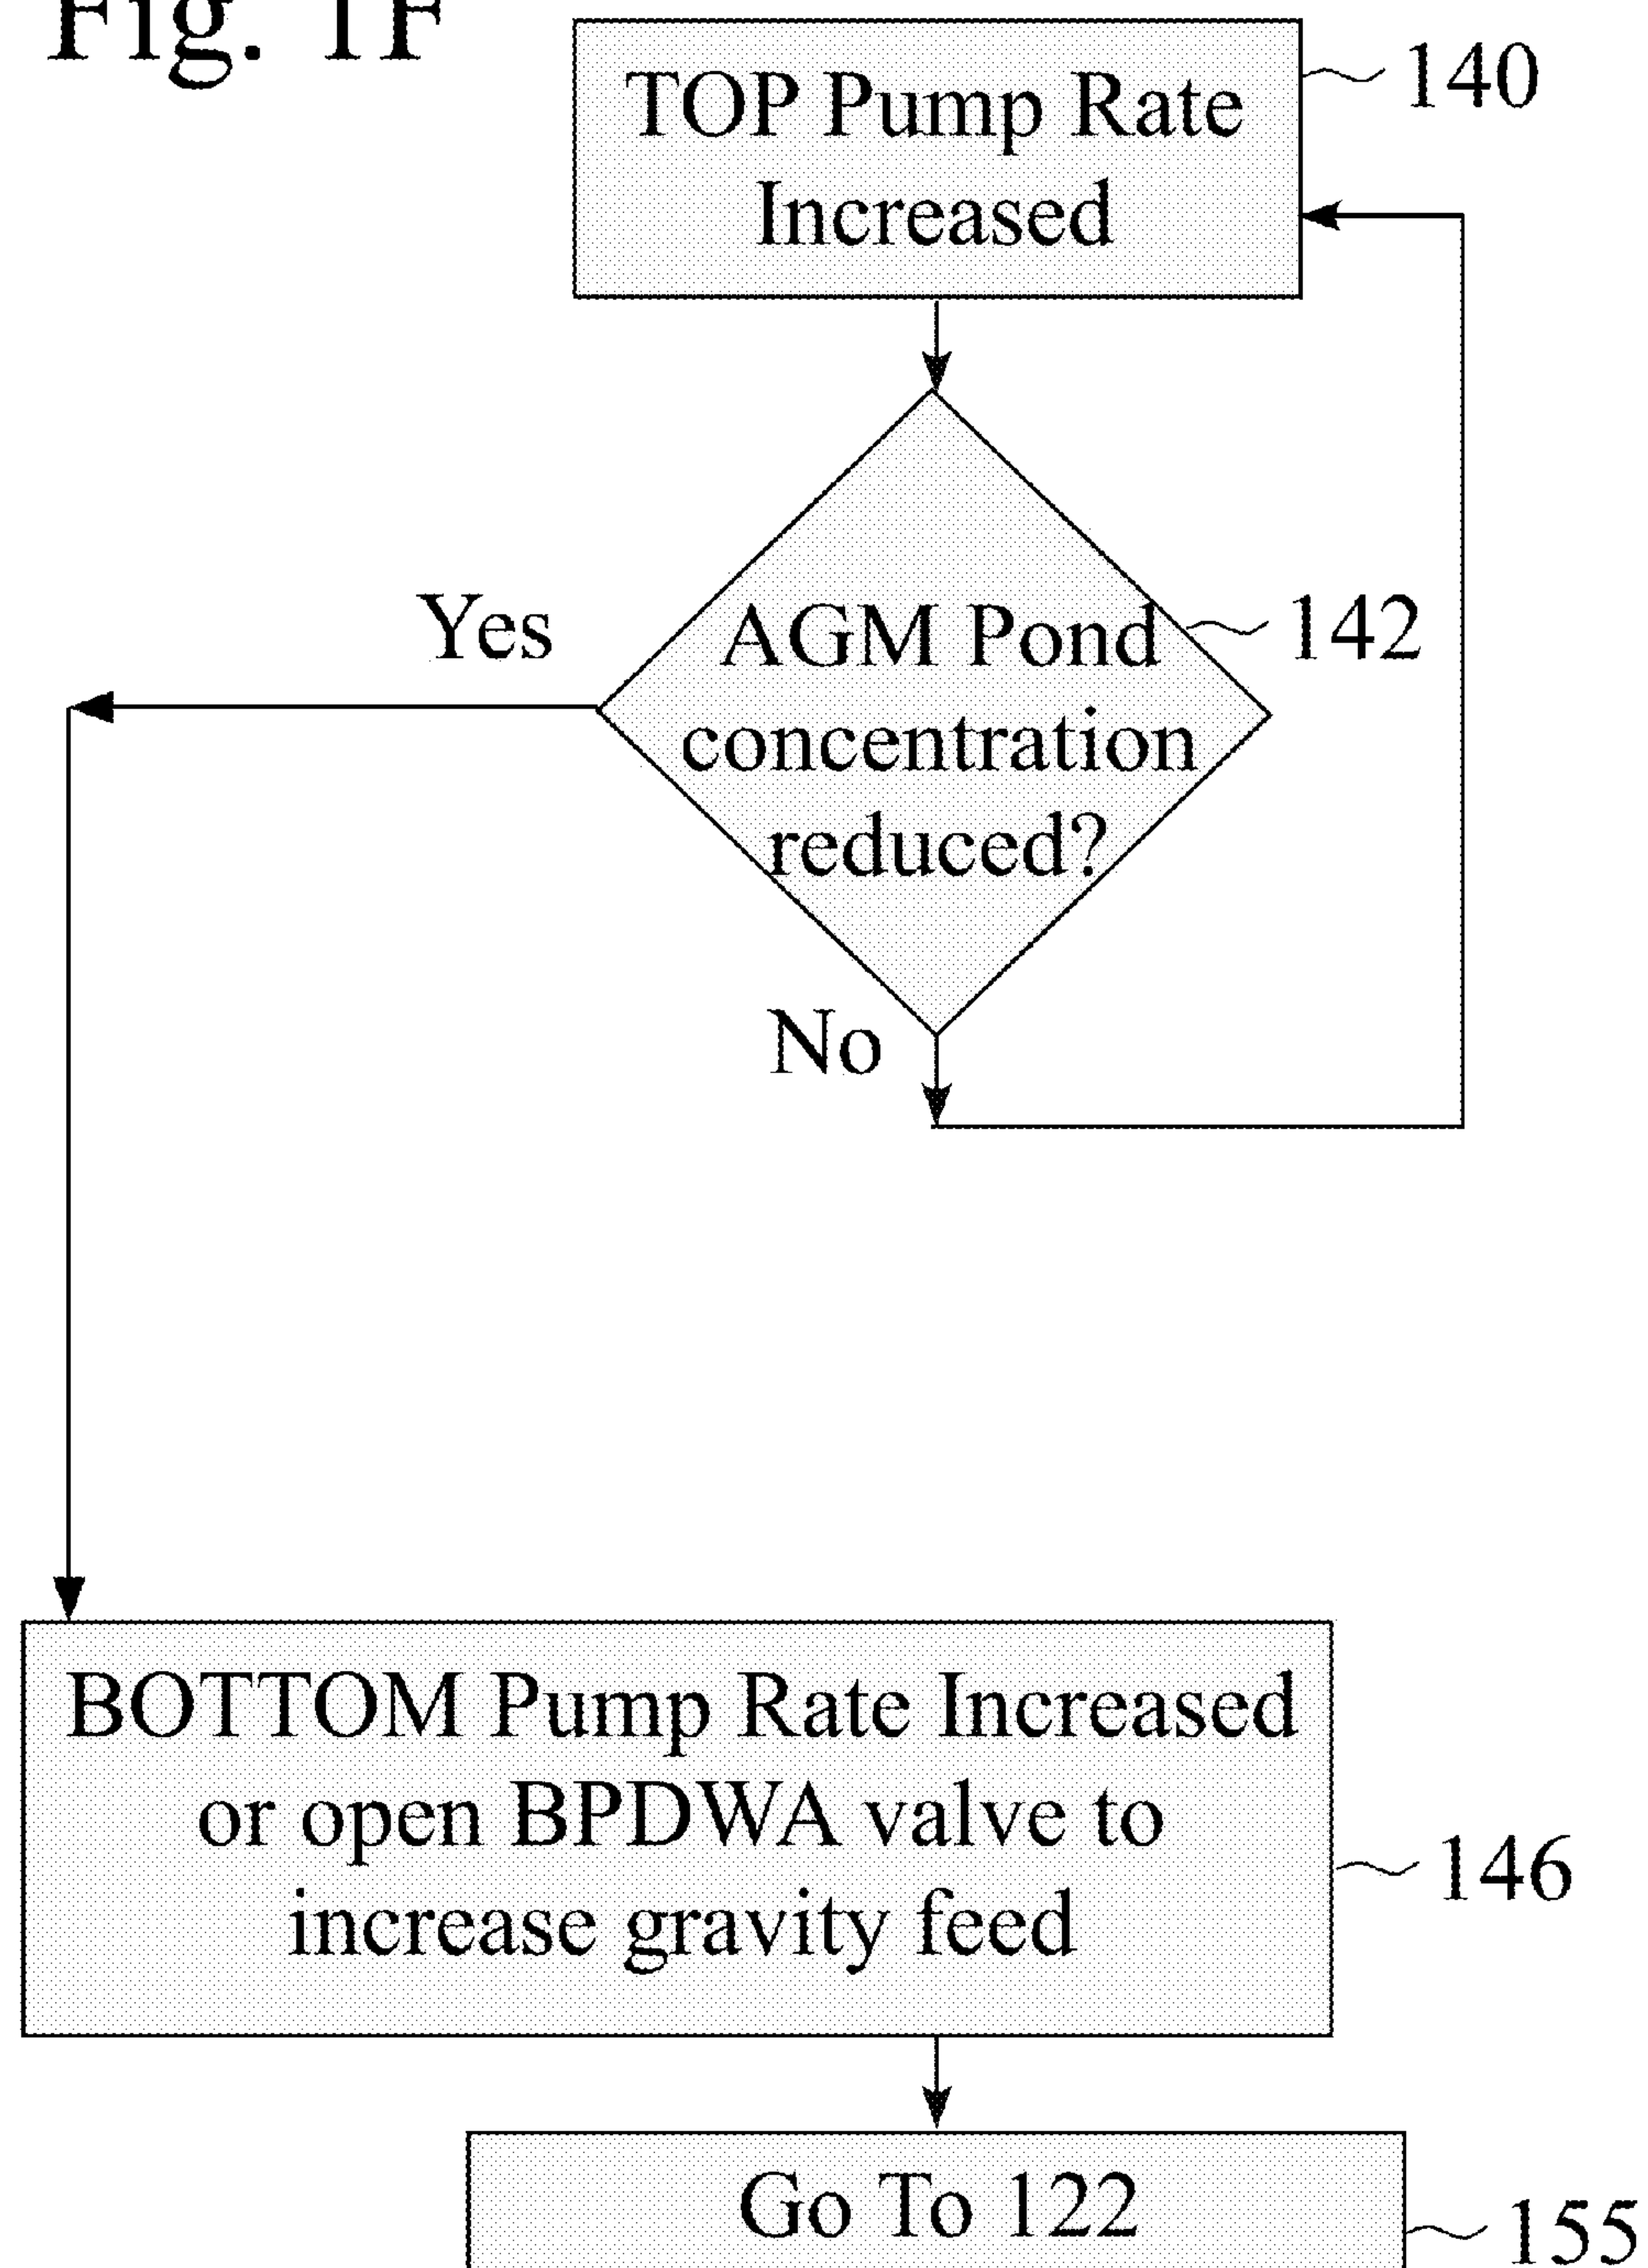 Fig. 1F
TOP Pump Rate
Increased
140
Yes
AGM Pond
concentration
reduced?
142
No
BOTTOM Pump Rate Increased
or open BPDWA valve to
increase gravity feed
146
Go To 122
155